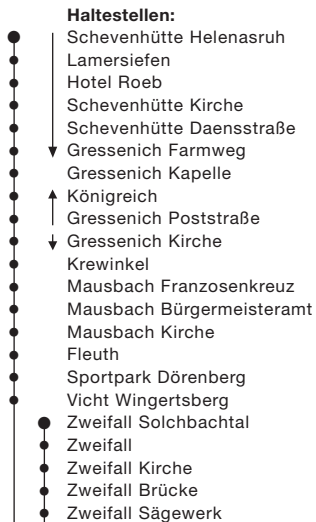 Haltestellen:
Schevenhütte Helenasruh
Lamersiefen
Hotel Roeb
Schevenhütte Kirche
Schevenhütte Daensstraße
Gressenich Farmweg
Gressenich Kapelle
Königreich
Gressenich Poststraße
Gressenich Kirche
Krewinkel
Mausbach Franzosenkreuz
Mausbach Bürgermeisteramt
Mausbach Kirche
Fleuth
Sportpark Dörenberg
Vicht Wingertsberg
Zweifall Solchbachtal
Zweifall
Zweifall Kirche
Zweifall Brücke
Zweifall Sägewerk